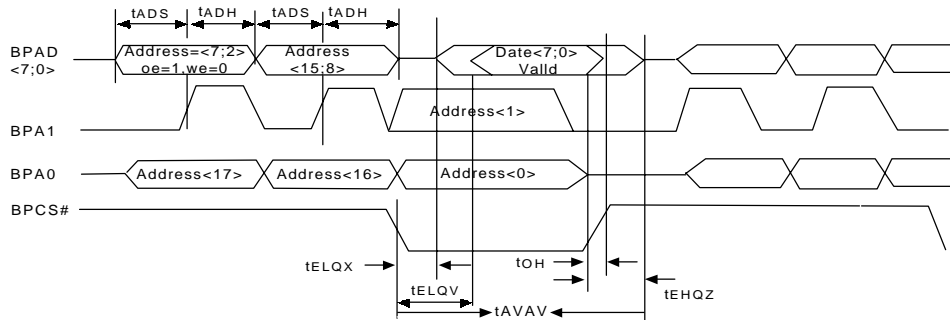 tADS tADH tADS tADH
BPAD Address=<7;2> Address Date<7;0>
<7;0> oe=1,we=0 <15;8> Valld
BPA1 Address<1>
BPA0 Address<17> Address<16> Address<0>
BPCS#
tELQX tOH
tELQV tEHQZ
tAVAV